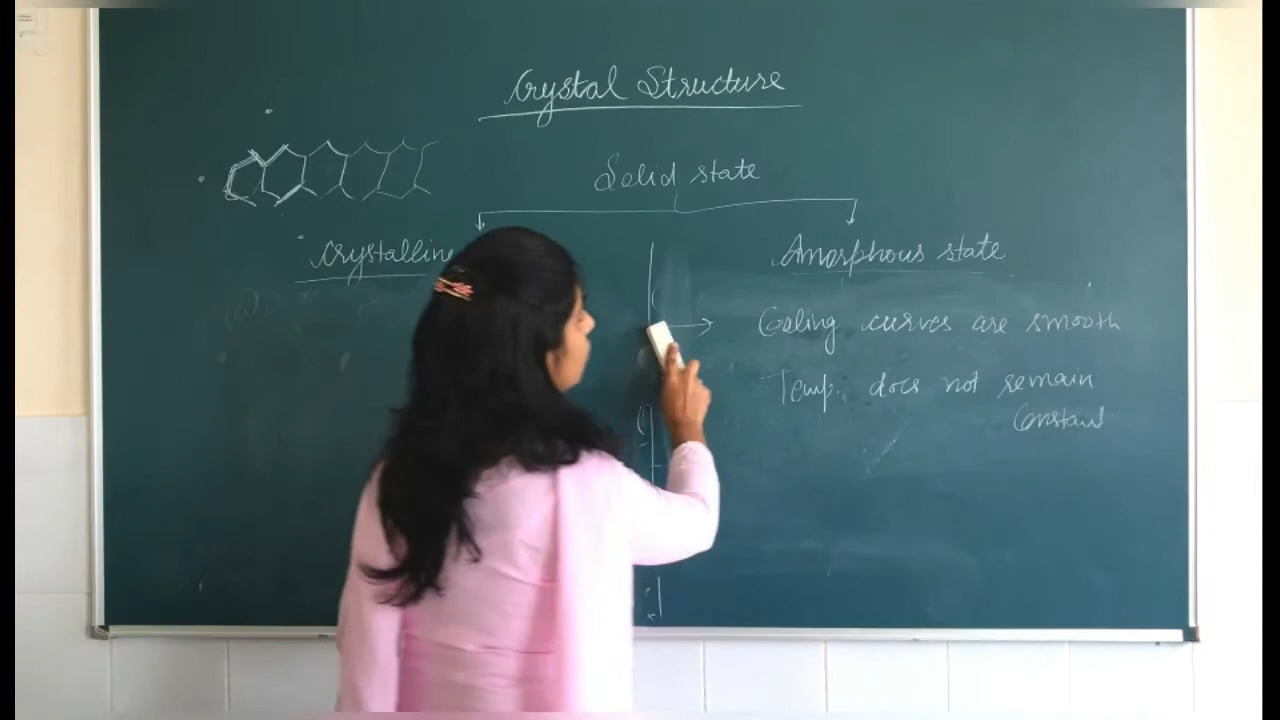 Crystal Structure
Solid state
Crystalline
Amorphous state
Cooling curves are smooth
Temp. does not remain
Constant